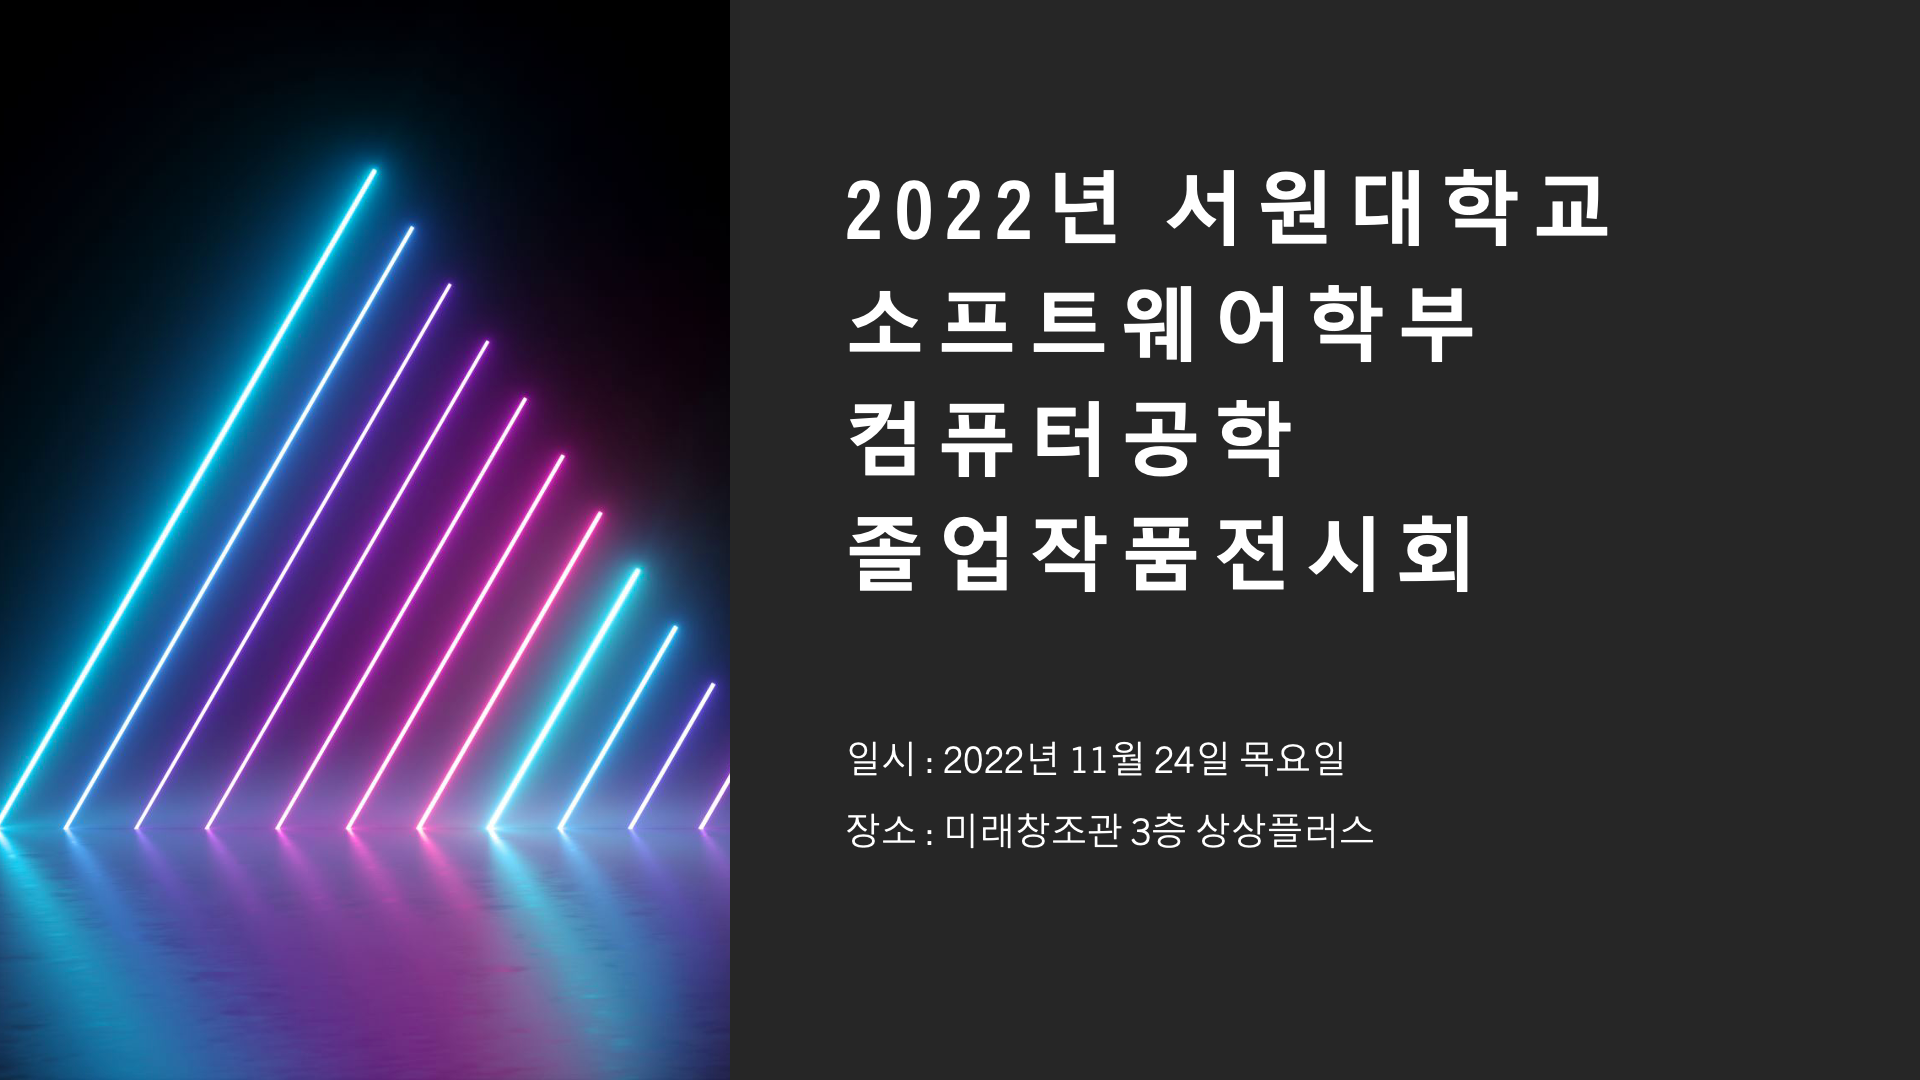 2022년 서원대학교
소프트웨어학부
컴퓨터공학
졸업작품전시회
일시 : 2022년 11월 24일 목요일
장소 : 미래창조관 3층 상상플러스